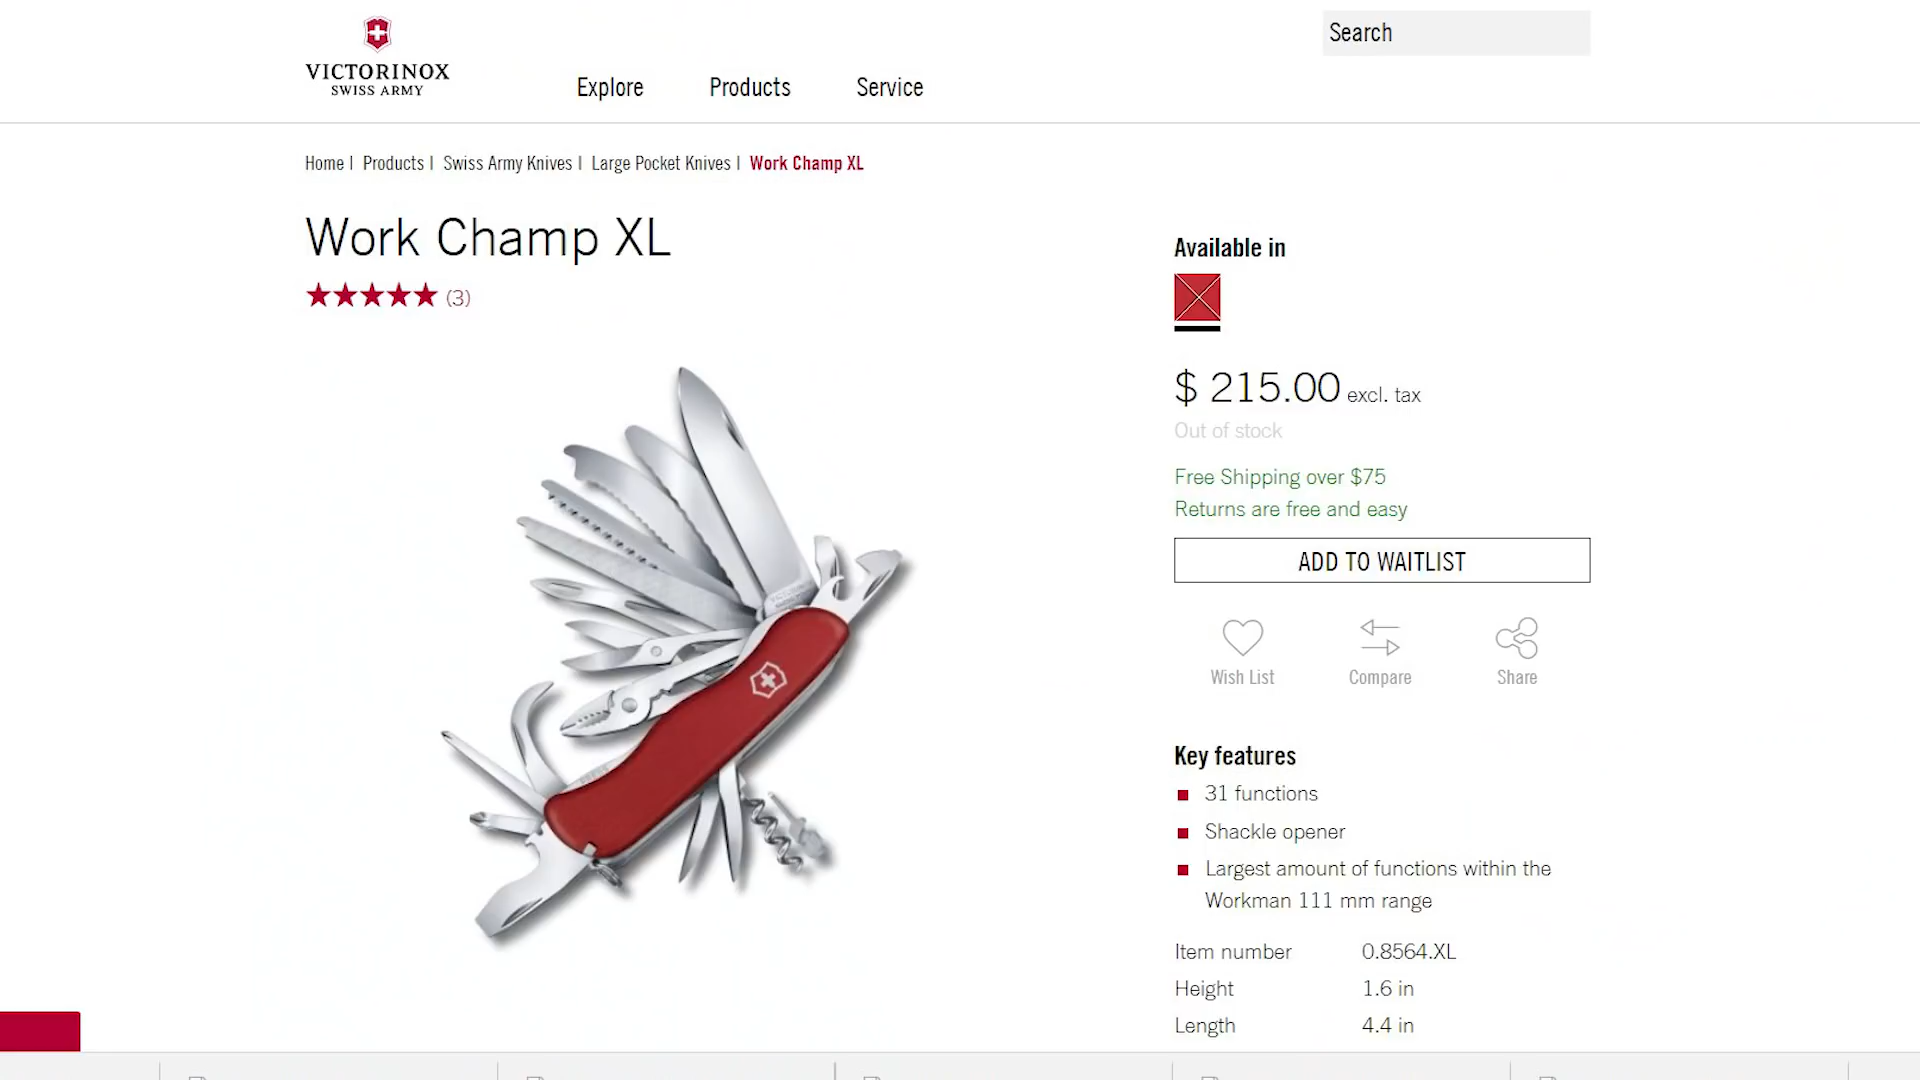 VICTORINOX
SWISS ARMY
Explore
Products
Service
Search
Home | Products | Swiss Army Knives | Large Pocket Knives | Work Champ XL
Work Champ XL
(3)
Available in
$ 215.00 excl. tax
Out of stock
Free Shipping over $75
Returns are free and easy
ADD TO WAITLIST
Wish List
Compare
Share
Key features
31 functions
Shackle opener
Largest amount of functions within the
Workman 111 mm range
Item number 0.8564.XL
Height 1.6 in
Length 4.4 in